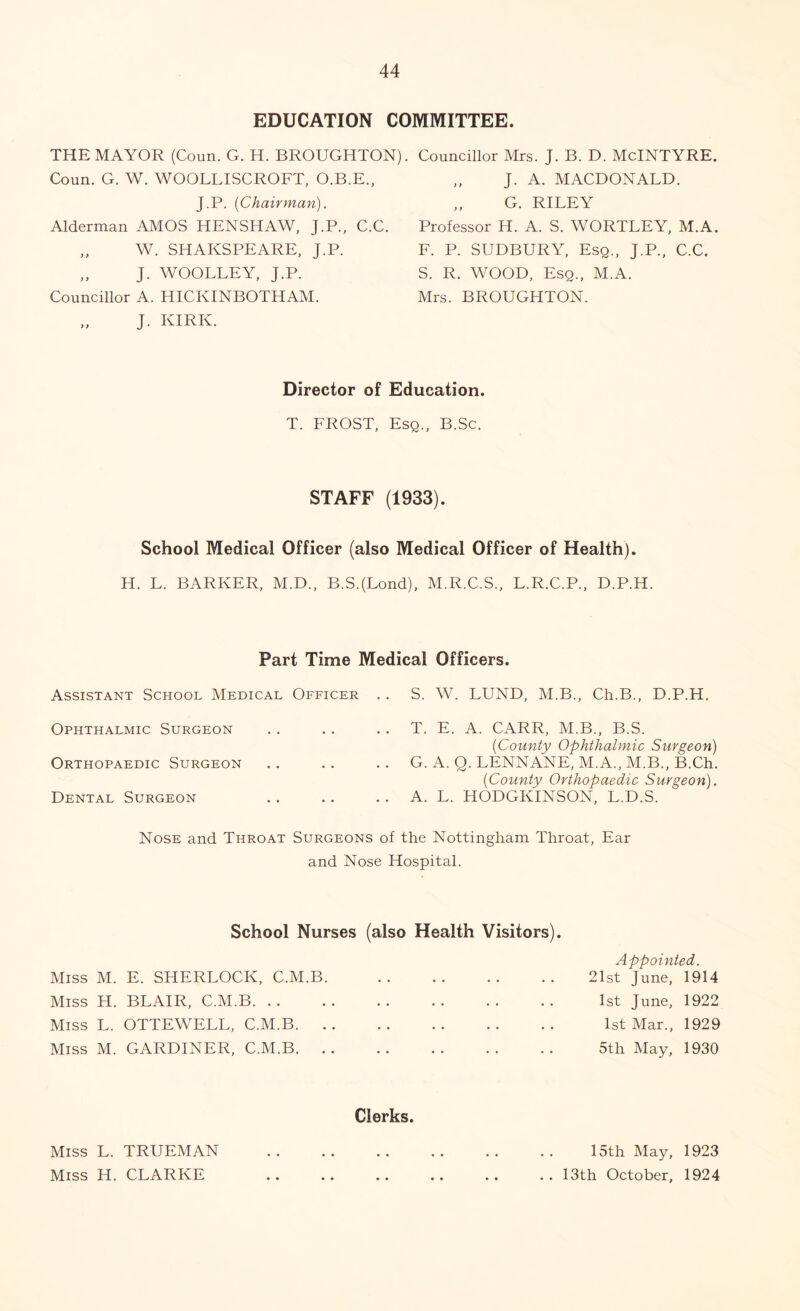 44
EDUCATION COMMITTEE.
THE MAYOR (Coun. G. H. BROUGHTON).
Coun. G. W. WOOLLISCROFT, O.B.E.,
J.P. (Chairman).
Alderman AMOS HENSHAW, J.P., C.C.
,, W. SHAKSPEARE, J.P.
,, J. WOOLLEY, J.P.
Councillor A. HICKINBOTHAM.
,, J. KIRK.
Councillor Mrs. J. B. D. McINTYRE.
,, J. A. MACDONALD.
,, G. RILEY
Professor H. A. S. WORTLEY, M.A.
F. P. SUDBURY, Esq., J.P., C.C.
S. R. WOOD, Esq., M.A.
Mrs. BROUGHTON.
Director of Education.
T. FROST, Esq., B.Sc.
STAFF (1933).
School Medical Officer (also Medical Officer of Health).
H. L. BARKER, M.D., B.S.(Lond), M.R.C.S., L.R.C.P., D.P.H.
Part Time Medical Officers.
Assistant School Medical Officer .. S. W. LUND, M.B., Ch.B., D.P.H.
Ophthalmic Surgeon .. .. .. T. E. A. CARR, M.B., B.S.
(County Ophthalmic Surgeon)
Orthopaedic Surgeon .. .. .. G. A. Q. LENNANE, M.A., M.B., B.Ch.
(County Orthopaedic Surgeon).
Dental Surgeon .. .. .. A. L. HODGKINSON, L.D.S.
Nose and Throat Surgeons of the Nottingham Throat, Ear
and Nose Hospital.
School Nurses (also Health Visitors).
Appointed.
Miss M. E. SHERLOCK, C.M.B. .. .. .. .. 21st June, 1914
Miss H. BLAIR, C.M.B. .. .. .. .. .. .. 1st June, 1922
Miss L. OTTEWELL, C.M.B. .. .. .. .. .. 1st Mar., 1929
Miss M. GARDINER, C.M.B. .. .. .. .. .. 5th May, 1930
Clerks.
Miss L. TRUEMAN .. .. .. .. .. .. 15th May, 1923
Miss H. CLARKE .. .. .. .. .. .. 13th October, 1924